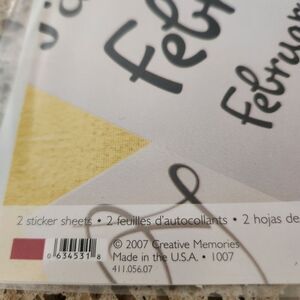 Febr
February
2 sticker sheets • 2 feuilles d'autocollants • 2 hojas de
© 2007 Creative Memories
Made in the U.S.A. • 1007
411.056.07
0 634531 8